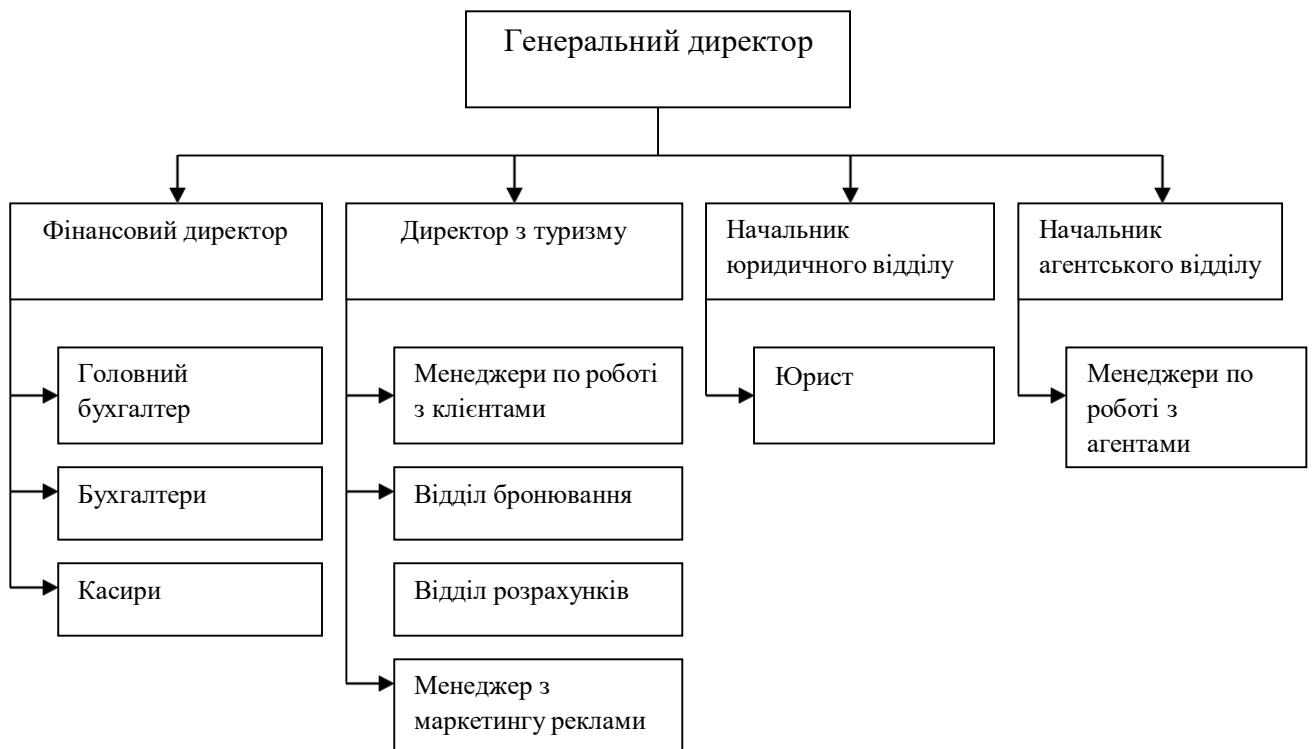 Генеральний директор
Фінансовий директор
Директор з туризму
Начальник
юридичного відділу
Начальник
агентського відділу
Головний
бухгалтер
Бухгалтери
Касири
Менеджери по роботі
з клієнтами
Відділ бронювання
Відділ розрахунків
Менеджер з
маркетингу реклами
Юрист
Менеджери по
роботі з
агентами